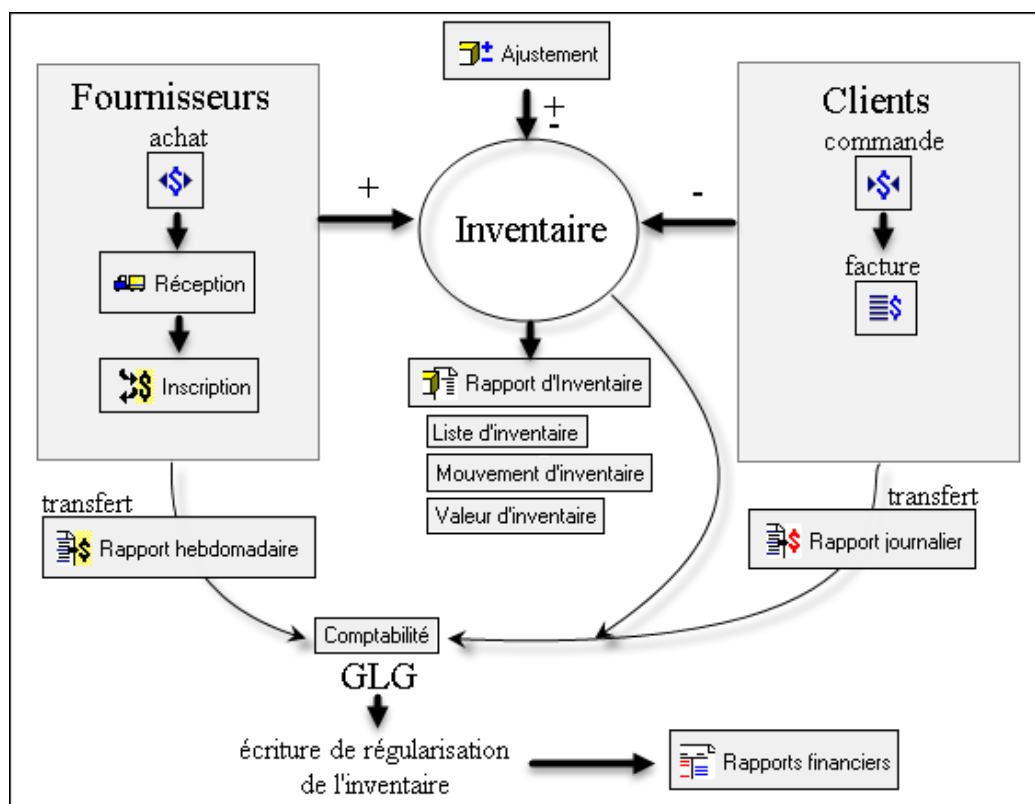 Ajustement
+
-
Fournisseurs
achat
Réception
Inscription
+
Inventaire
-
Clients
commande
facture
Rapport d'Inventaire
Liste d'inventaire
Mouvement d'inventaire
Valeur d'inventaire
transfert
Rapport hebdomadaire
transfert
Rapport journalier
Comptabilité
GLG
écriture de régularisation
de l'inventaire
Rapports financiers